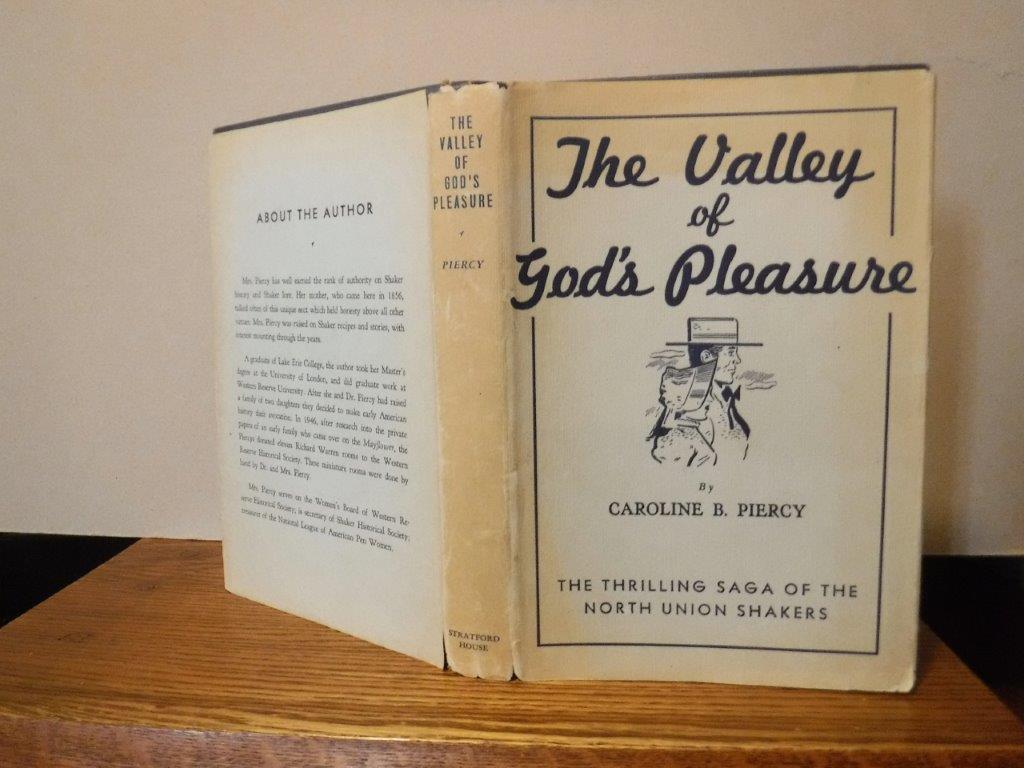 ABOUT THE AUTHOR
Mrs. Piercy has well earned the rank of authority on Shaker
history and Shaker lore. Her mother, who came here in 1856,
talked often of this unique sect which held honesty above all other
virtues. Mrs. Piercy was raised on Shaker recipes and stories, with
interest mounting through the years.
A graduate of Lake Erie College, the author took her Master's
degree at the University of London, and did graduate work at
Western Reserve University. After she and Dr. Piercy had raised
a family of two daughters they decided to make early American
history their avocation. In 1946, after research into the private
papers of an early family who came over on the Mayflower, the
Piercys donated eleven Richard Warren rooms to the Western
Reserve Historical Society. These miniature rooms were done by
hand by Dr. and Mrs. Piercy.
Mrs. Piercy serves on the Women's Board of Western Re-
serve Historical Society; is secretary of Shaker Historical Society;
treasurer of the National League of American Pen Women.
THE
VALLEY
OF
GOD'S
PLEASURE
PIERCY
STRATFORD
HOUSE
The Valley
of
God's Pleasure
By
CAROLINE B. PIERCY
THE THRILLING SAGA OF THE
NORTH UNION SHAKERS